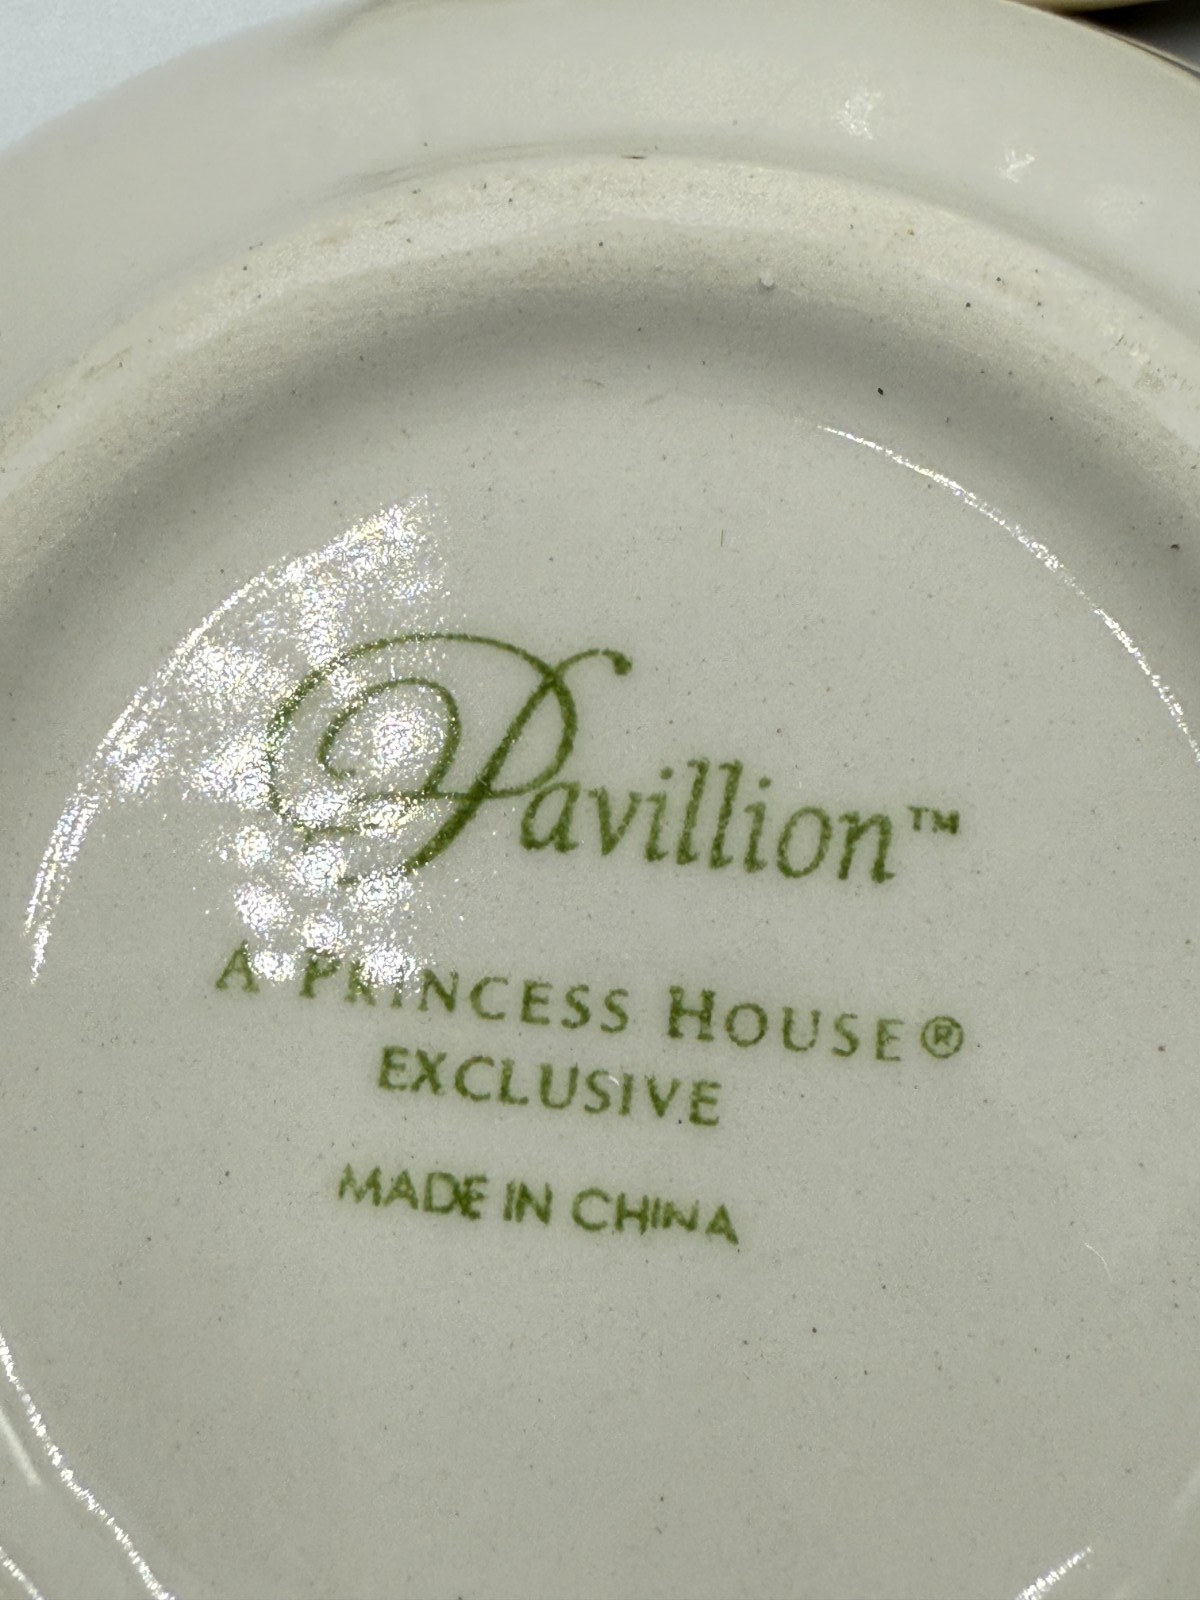 Pavillion™
A PRINCESS HOUSE®
EXCLUSIVE
MADE IN CHINA